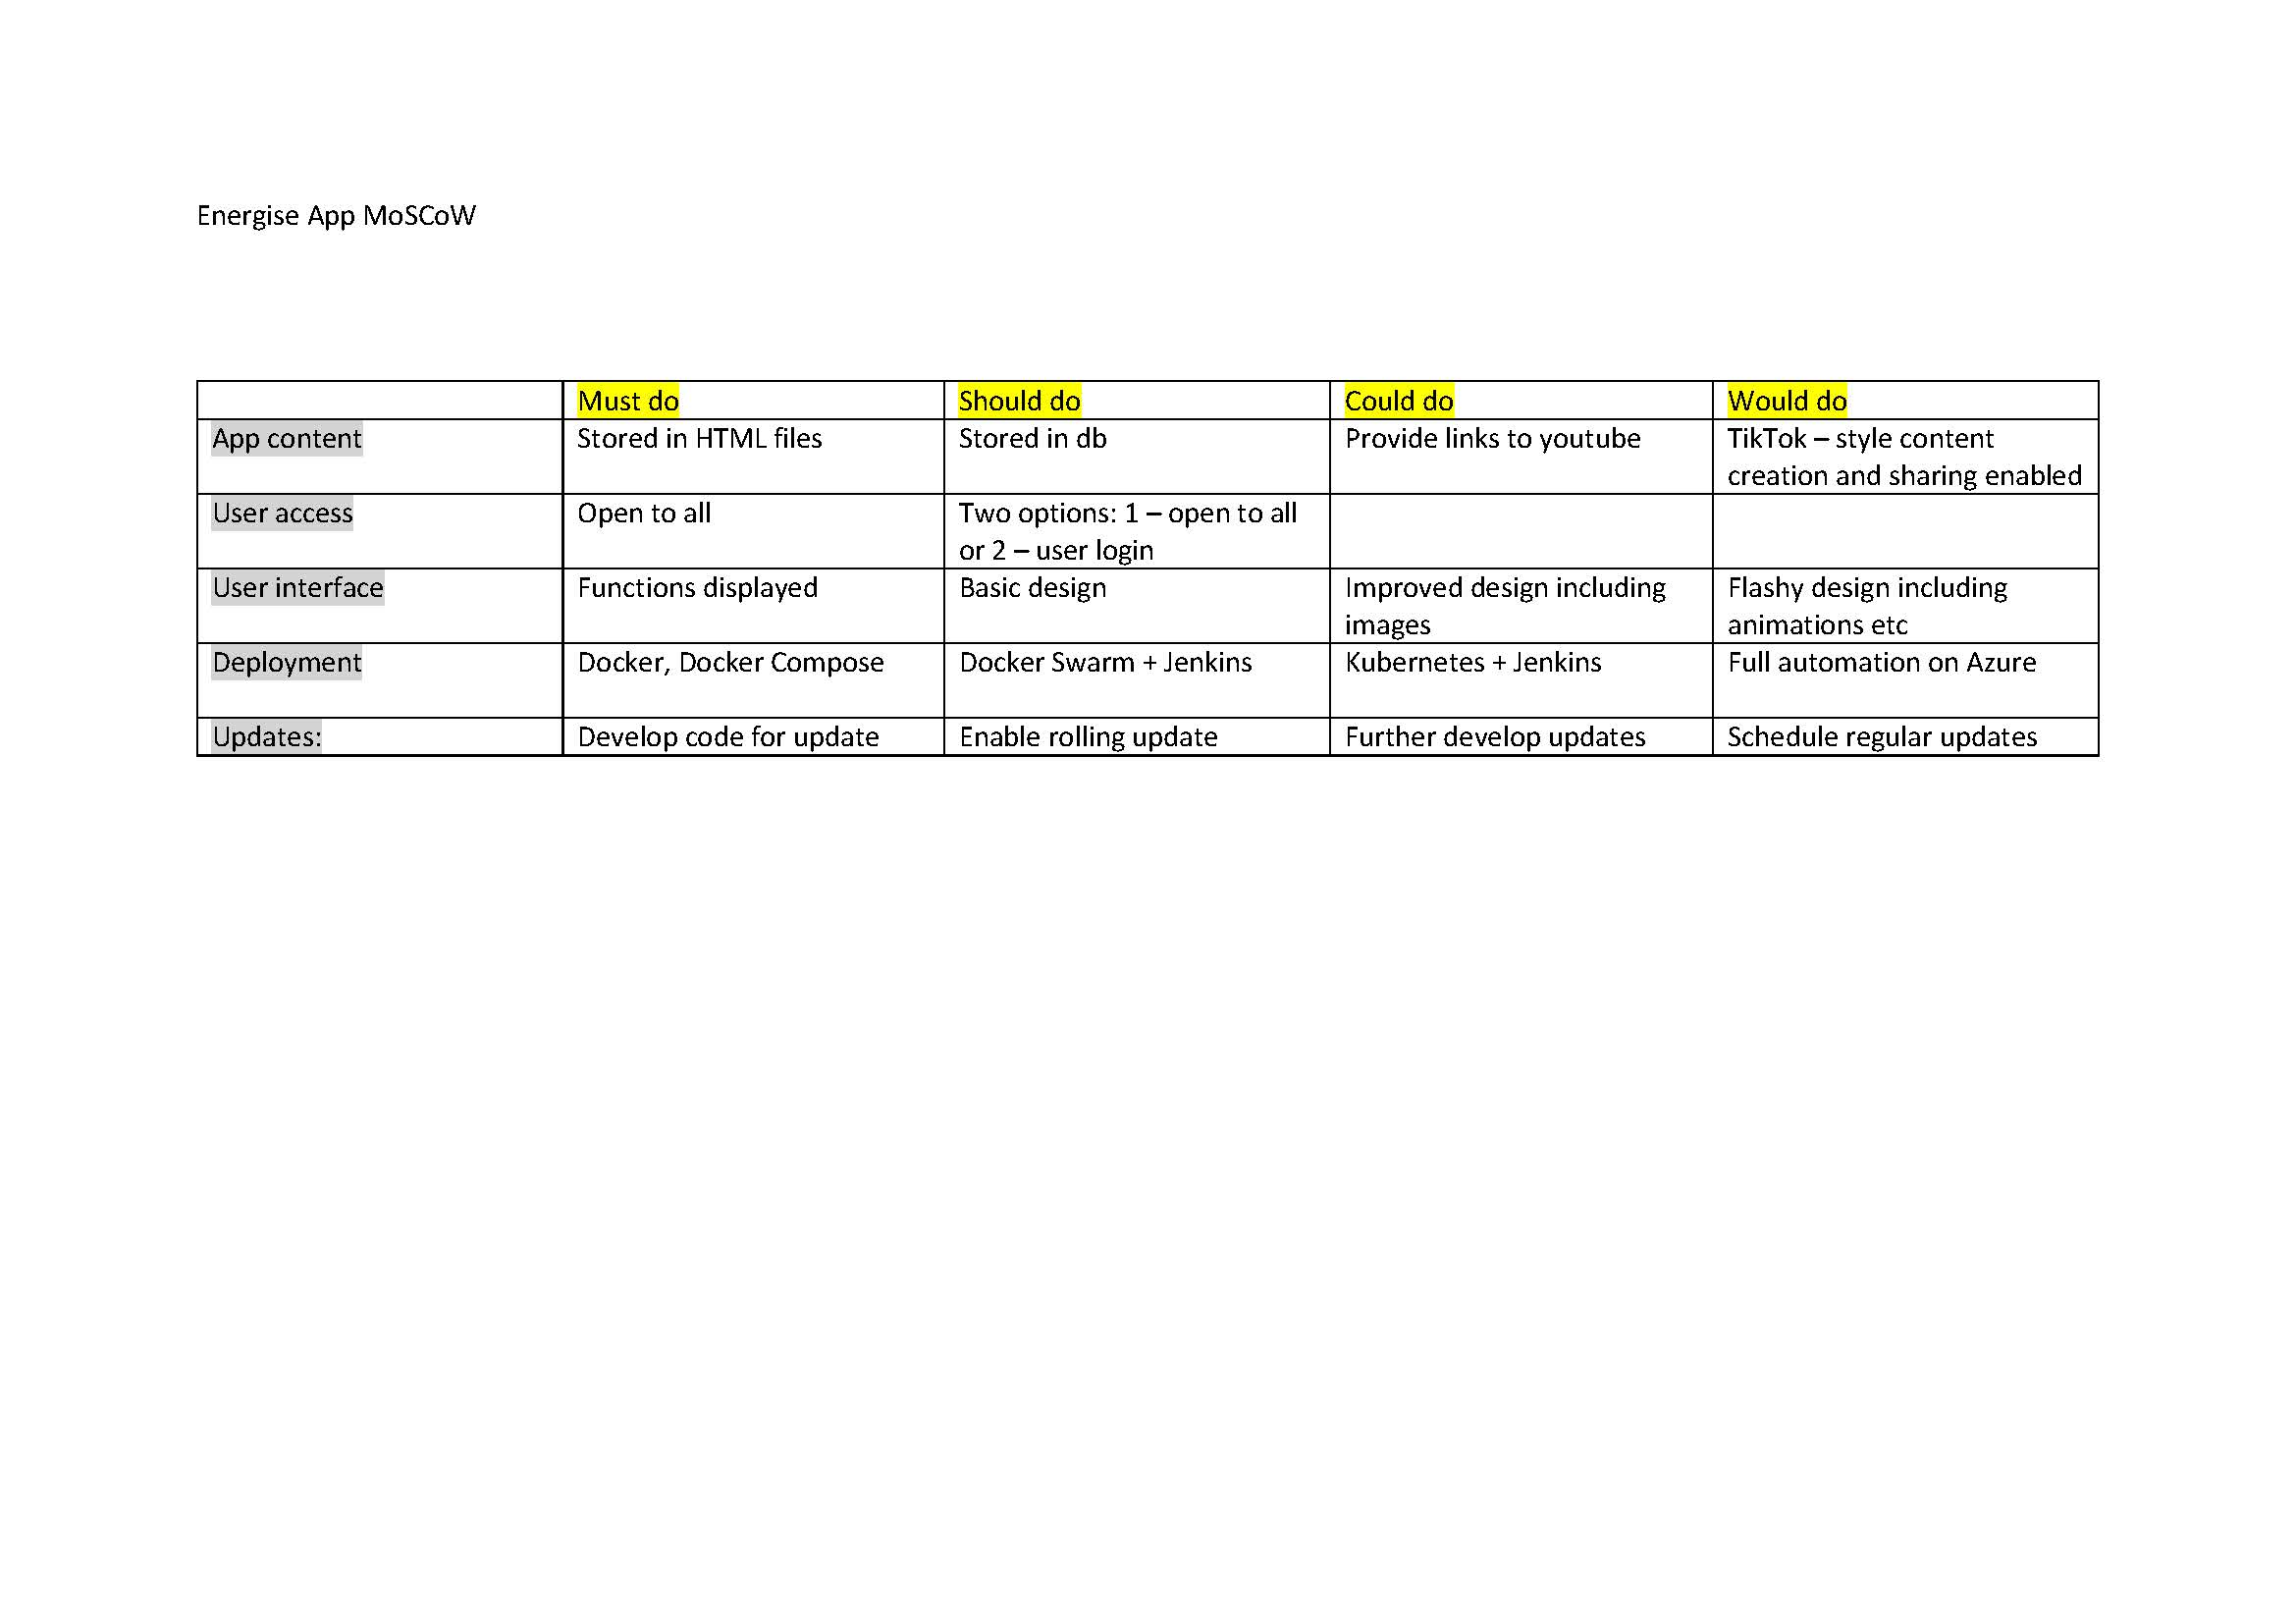 Energise App MoSCoW
Must do Should do Could do Would do
App content Stored in HTML files Stored in db Provide links to youtube TikTok – style content
creation and sharing enabled
User access Open to all Two options: 1 – open to all
or 2 – user login
User interface Functions displayed Basic design Improved design including Flashy design including
images animations etc
Deployment Docker, Docker Compose Docker Swarm + Jenkins Kubernetes + Jenkins Full automation on Azure
Updates: Develop code for update Enable rolling update Further develop updates Schedule regular updates